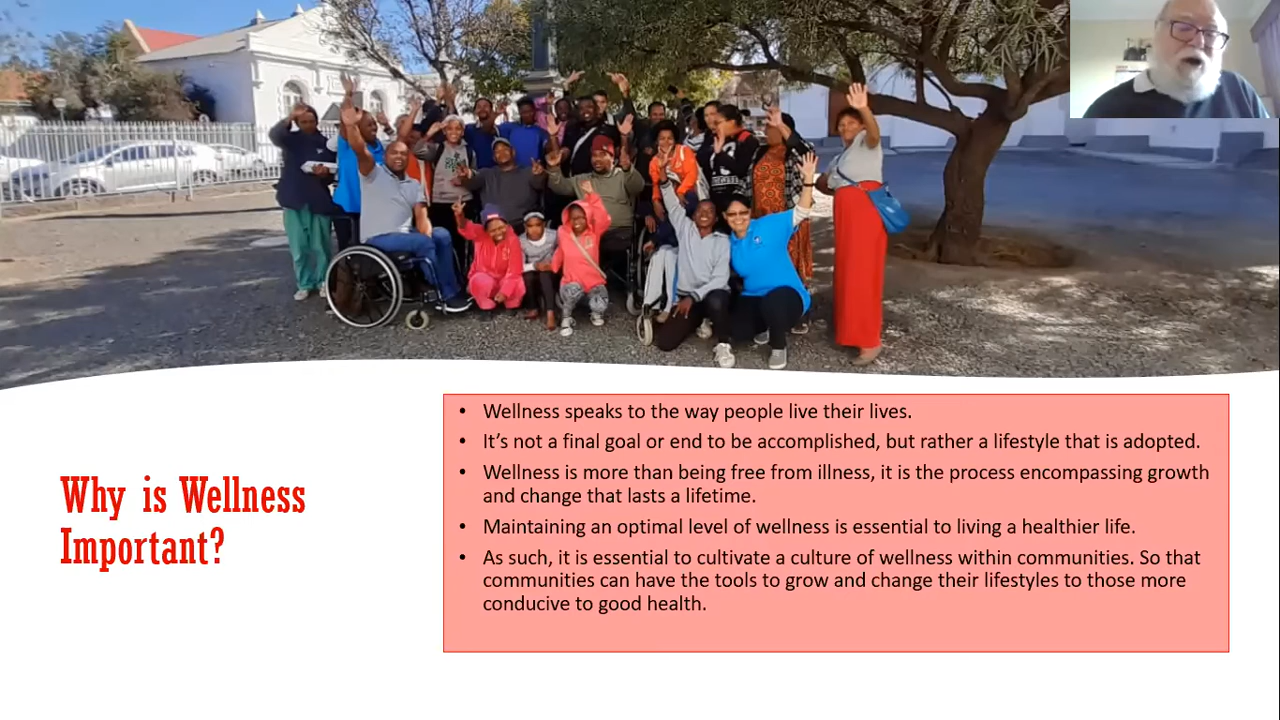 Why is Wellness
Important?
• Wellness speaks to the way people live their lives.
• It’s not a final goal or end to be accomplished, but rather a lifestyle that is adopted.
• Wellness is more than being free from illness, it is the process encompassing growth
and change that lasts a lifetime.
• Maintaining an optimal level of wellness is essential to living a healthier life.
• As such, it is essential to cultivate a culture of wellness within communities. So that
communities can have the tools to grow and change their lifestyles to those more
conducive to good health.